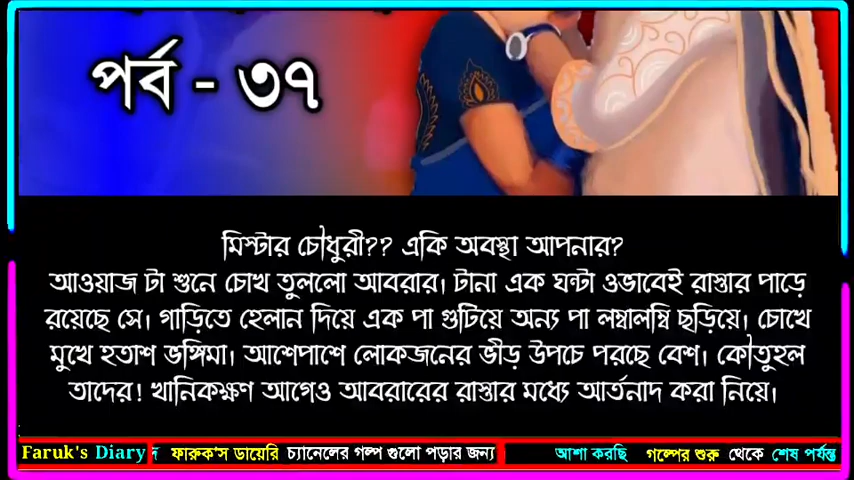 পর্ব - ৩৭
মিস্টার চৌধুরী?? একি অবস্থা আপনার?
আওয়াজ টা শুনে চোখ তুললো আবরার। টানা এক ঘন্টা ওভাবেই রাস্তার পাড়ে
রয়েছে সে। গাড়িতে হেলান দিয়ে এক পা গুটিয়ে অন্য পা লম্বালম্বি ছড়িয়ে। চোখে
মুখে হতাশ ভঙ্গিমা। আশেপাশে লোকজনের ভীড় উপচে পরছে বেশ। কৌতুহল
তাদের! খানিকক্ষণ আগেও আবরারের রাস্তার মধ্যে আর্তনাদ করা নিয়ে।
Faruk's Diary ফারুক'স ডায়েরি চ্যানেলের গল্প গুলো পড়ার জন্য আশা করছি গল্পের শুরু থেকে শেষ পর্যন্ত